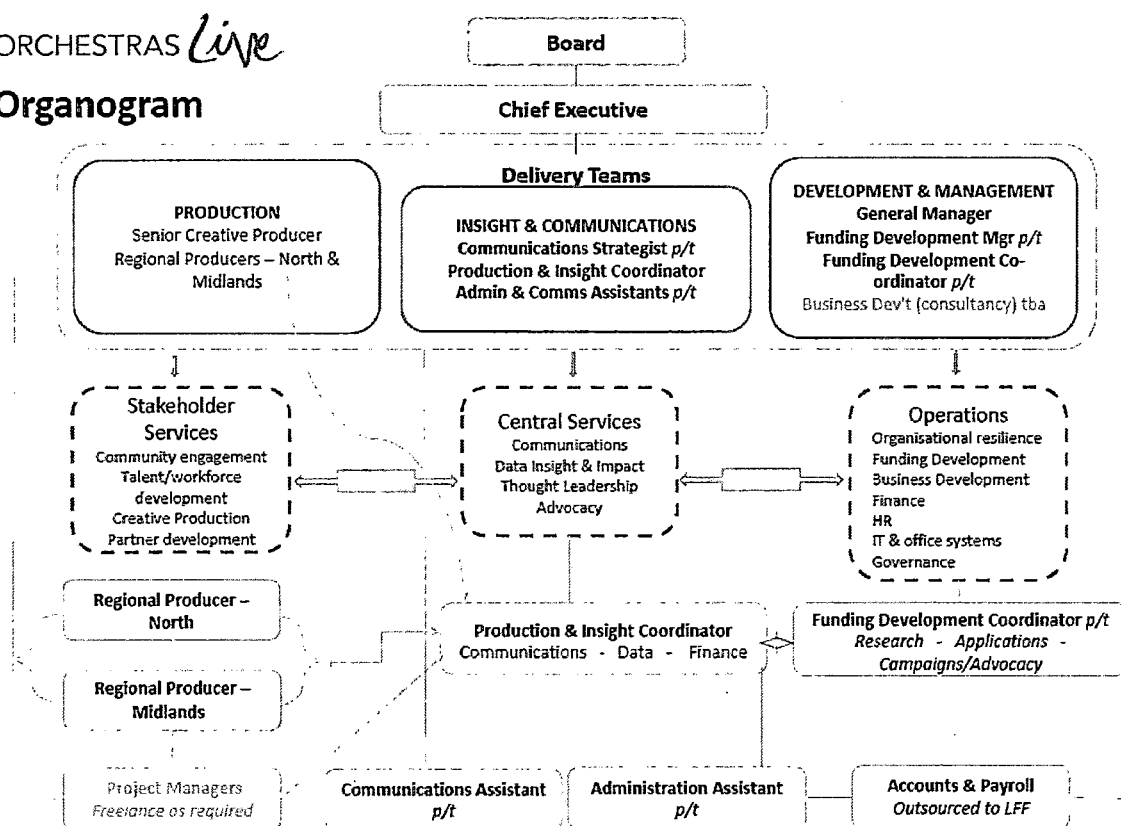 ORCHESTRAS Live
Organogram
Board
Chief Executive
Delivery Teams
PRODUCTION
Senior Creative Producer
Regional Producers – North &
Midlands
INSIGHT & COMMUNICATIONS
Communications Strategist p/t
Production & Insight Coordinator
Admin & Comms Assistants p/t
DEVELOPMENT & MANAGEMENT
General Manager
Funding Development Mgr p/t
Funding Development Co-
ordinator p/t
Business Dev't (consultancy) tba
Stakeholder
Services
Community engagement
Talent/workforce
development
Creative Production
Partner development
Central Services
Communications
Data Insight & Impact
Thought Leadership
Advocacy
Operations
Organisational resilience
Funding Development
Business Development
Finance
HR
IT & office systems
Governance
Regional Producer –
North
Regional Producer –
Midlands
Production & Insight Coordinator
Communications - Data - Finance
Funding Development Coordinator p/t
Research - Applications -
Campaigns/Advocacy
Project Managers
Freelance as required
Communications Assistant
p/t
Administration Assistant
p/t
Accounts & Payroll
Outsourced to LFF